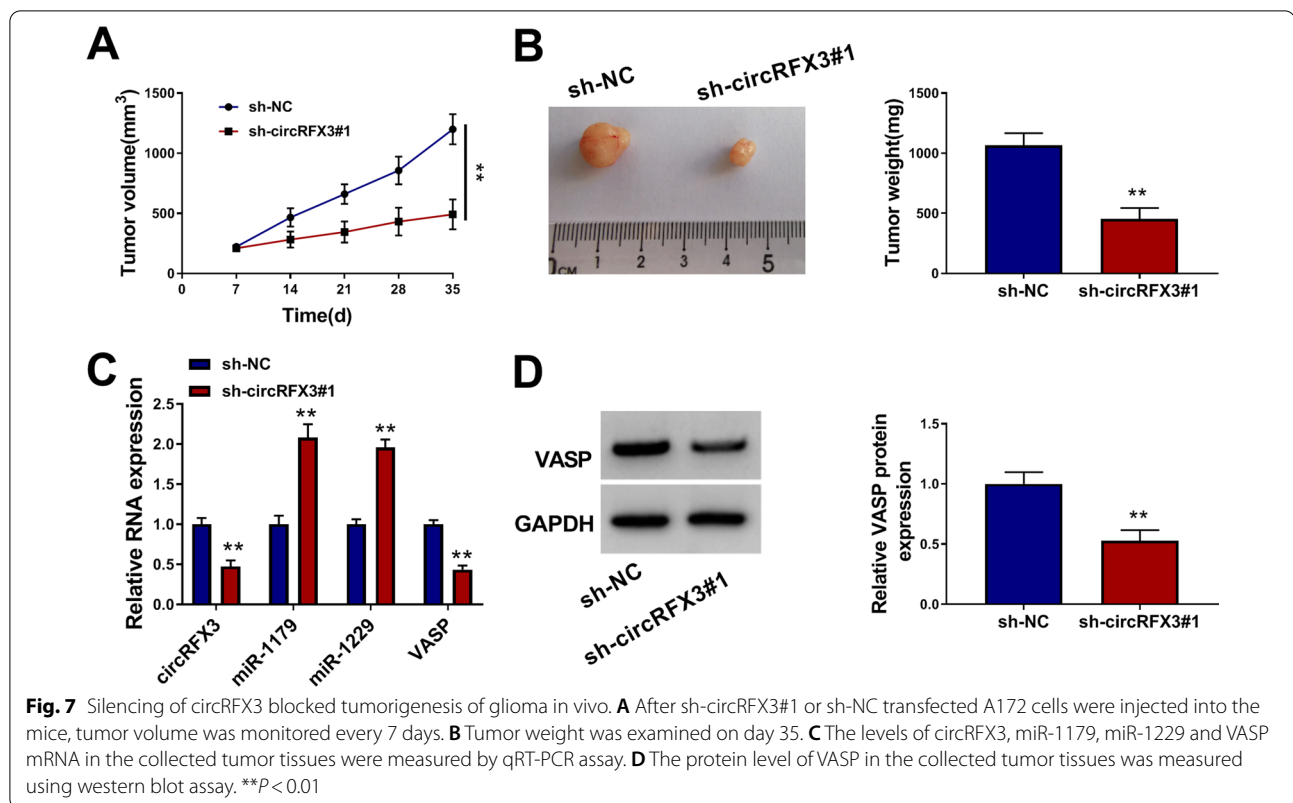 A
sh-NC
sh-circRFX3#1
Tumor volume(mm³)
1500
1000
500
0
**
0 7 14 21 28 35
Time(d)
B
sh-NC
sh-circRFX3#1
0 CM 1 2 3 4 5
Tumor weight(mg)
1500
1000
500
0
**
sh-NC sh-circRFX3#1
C
sh-NC
sh-circRFX3#1
Relative RNA expression
2.5
2.0
1.5
1.0
0.5
0.0
** ** ** **
circRFX3 miR-1179 miR-1229 VASP
D
VASP
GAPDH
sh-NC
sh-circRFX3#1
Relative VASP protein
expression
1.5
1.0
0.5
0.0
**
sh-NC sh-circRFX3#1
Fig. 7 Silencing of circRFX3 blocked tumorigenesis of glioma in vivo. A After sh-circRFX3#1 or sh-NC transfected A172 cells were injected into the
mice, tumor volume was monitored every 7 days. B Tumor weight was examined on day 35. C The levels of circRFX3, miR-1179, miR-1229 and VASP
mRNA in the collected tumor tissues were measured by qRT-PCR assay. D The protein level of VASP in the collected tumor tissues was measured
using western blot assay. **P < 0.01